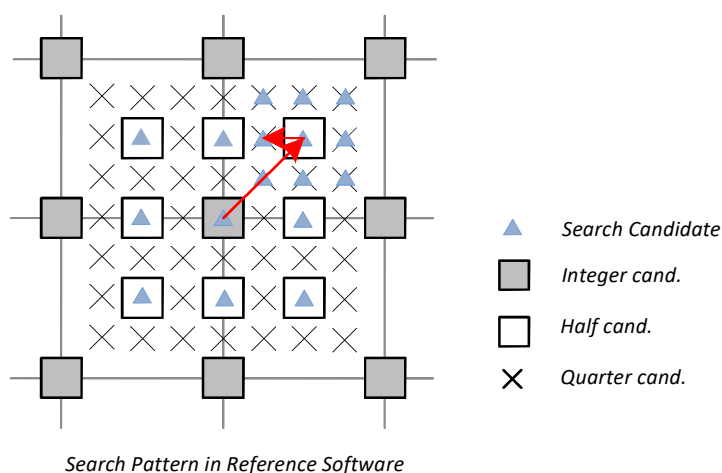 Search Candidate
Integer cand.
Half cand.
Quarter cand.
Search Pattern in Reference Software